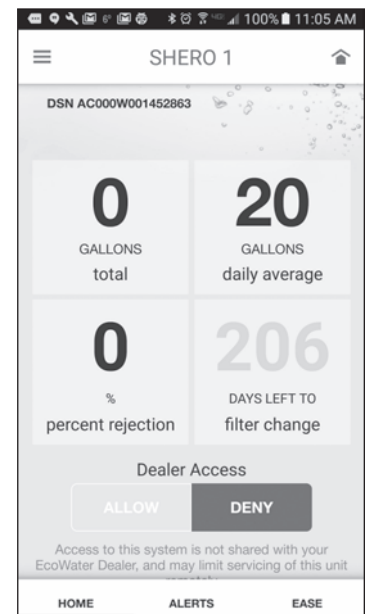 6° 100% 11:05 AM
SHERO 1
DSN AC000W001452863
0 20
GALLONS GALLONS
total daily average
0 206
% DAYS LEFT TO
percent rejection filter change
Dealer Access
ALLOW DENY
Access to this system is not shared with your
EcoWater Dealer, and may limit servicing of this unit
HOME ALERTS EASE